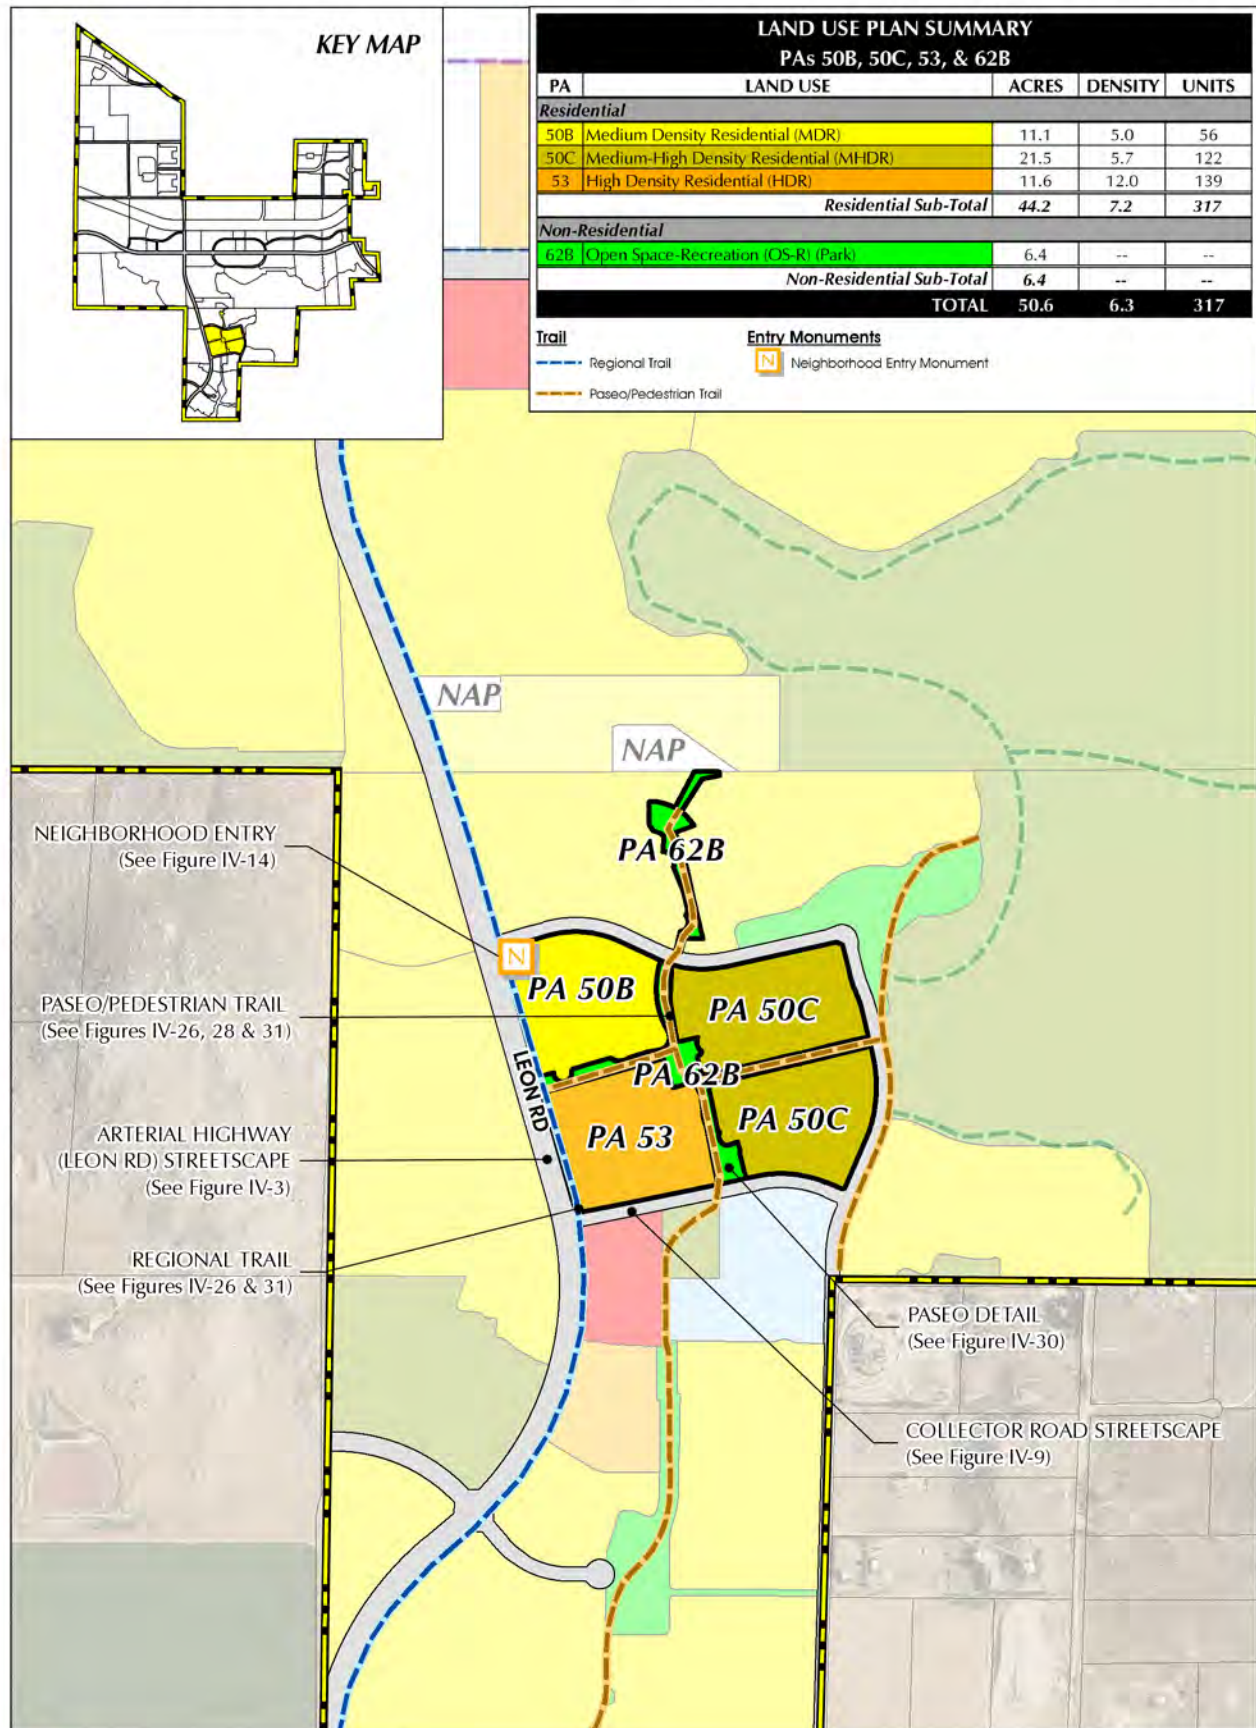 KEY MAP
LAND USE PLAN SUMMARY
PAs 50B, 50C, 53, & 62B
PA LAND USE ACRES DENSITY UNITS
Residential
50B Medium Density Residential (MDR) 11.1 5.0 56
50C Medium-High Density Residential (MHDR) 21.5 5.7 122
53 High Density Residential (HDR) 11.6 12.0 139
Residential Sub-Total 44.2 7.2 317
Non-Residential
62B Open Space-Recreation (OS-R) (Park) 6.4 -- --
Non-Residential Sub-Total 6.4 -- --
TOTAL 50.6 6.3 317
Trail Entry Monuments
Regional Trail N Neighborhood Entry Monument
Paseo/Pedestrian Trail
NAP
NAP
NEIGHBORHOOD ENTRY
(See Figure IV-14)
PA 62B
N
PA 50B
PASEO/PEDESTRIAN TRAIL
(See Figures IV-26, 28 & 31)
PA 50C
LEON RD
PA 62B
PA 50C
PA 53
ARTERIAL HIGHWAY
(LEON RD) STREETSCAPE
(See Figure IV-3)
REGIONAL TRAIL
(See Figures IV-26 & 31)
PASEO DETAIL
(See Figure IV-30)
COLLECTOR ROAD STREETSCAPE
(See Figure IV-9)